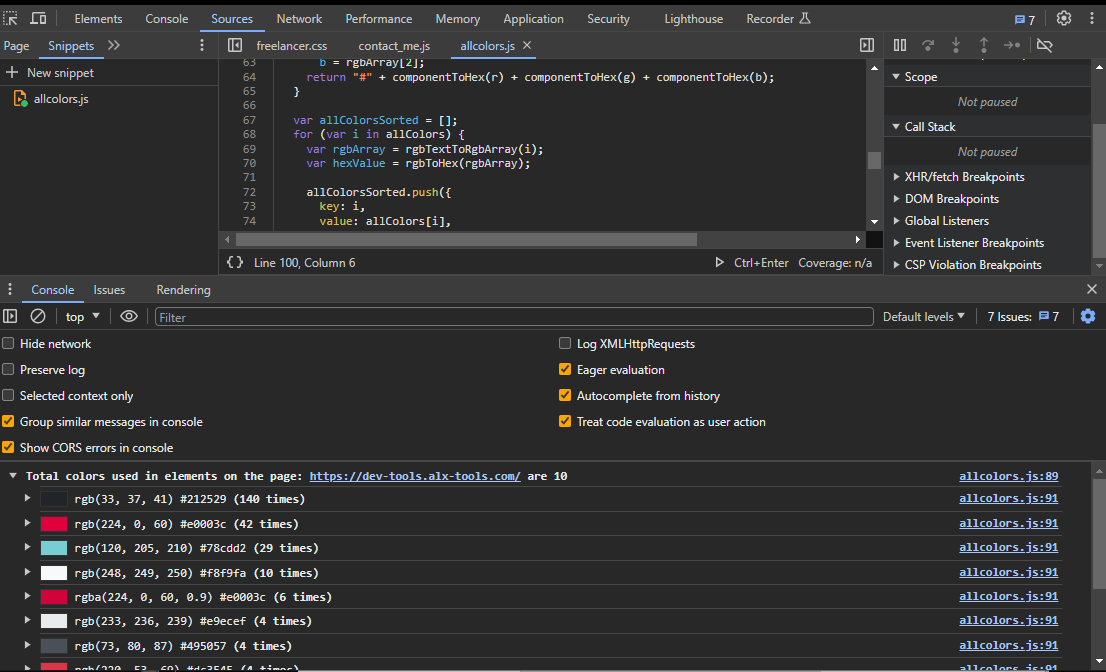 Elements Console Sources Network Performance Memory Application Security Lighthouse Recorder 7
Page Snippets freelancer.css contact_me.js allcolors.js
New snippet
allcolors.js
63 b = rgbArray[2];
64 return "#" + componentToHex(r) + componentToHex(g) + componentToHex(b);
65 }
66
67 var allColorsSorted = [];
68 for (var i in allColors) {
69 var rgbArray = rgbTextToRgbArray(i);
70 var hexValue = rgbToHex(rgbArray);
71
72 allColorsSorted.push({
73 key: i,
74 value: allColors[i],
{} Line 100, Column 6 Ctrl+Enter Coverage: n/a
Scope
Not paused
Call Stack
Not paused
XHR/fetch Breakpoints
DOM Breakpoints
Global Listeners
Event Listener Breakpoints
CSP Violation Breakpoints
Console Issues Rendering
top Filter Default levels 7 Issues: 7
Hide network Log XMLHttpRequests
Preserve log Eager evaluation
Selected context only Autocomplete from history
Group similar messages in console Treat code evaluation as user action
Show CORS errors in console
Total colors used in elements on the page: https://dev-tools.alx-tools.com/ are 10 allcolors.js:89
rgb(33, 37, 41) #212529 (140 times) allcolors.js:91
rgb(224, 0, 60) #e0003c (42 times) allcolors.js:91
rgb(120, 205, 210) #78cdd2 (29 times) allcolors.js:91
rgb(248, 249, 250) #f8f9fa (10 times) allcolors.js:91
rgba(224, 0, 60, 0.9) #e0003c (6 times) allcolors.js:91
rgb(233, 236, 239) #e9ecef (4 times) allcolors.js:91
rgb(73, 80, 87) #495057 (4 times) allcolors.js:91
rgb(220, 53, 69) #dc3545 (4 times) allcolors.js:91